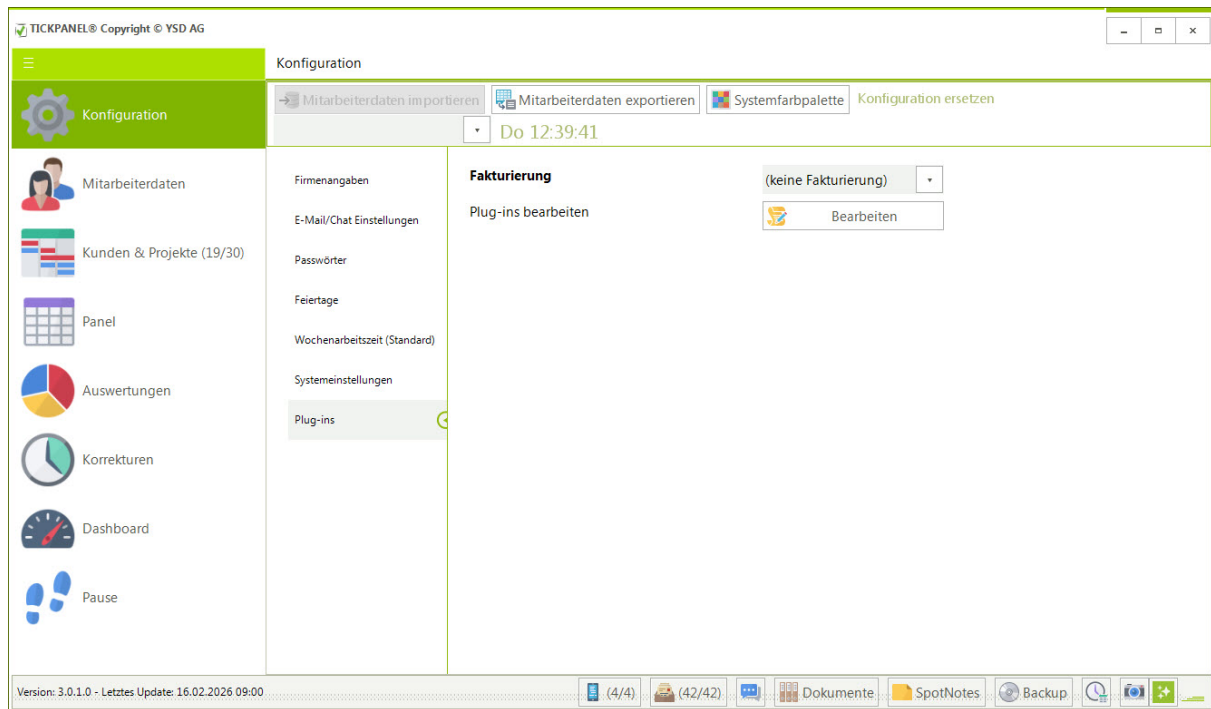 TICKPANEL® Copyright © YSD AG
Konfiguration
Konfiguration
Mitarbeiterdaten importieren
Mitarbeiterdaten exportieren
Systemfarbpalette
Konfiguration ersetzen
Do 12:39:41
Mitarbeiterdaten
Kunden & Projekte (19/30)
Panel
Auswertungen
Korrekturen
Dashboard
Pause
Firmenangaben
E-Mail/Chat Einstellungen
Passwörter
Feiertage
Wochenarbeitszeit (Standard)
Systemeinstellungen
Plug-ins
Fakturierung
(keine Fakturierung)
Plug-ins bearbeiten
Bearbeiten
Version: 3.0.1.0 - Letztes Update: 16.02.2026 09:00
(4/4)
(42/42)
Dokumente
SpotNotes
Backup